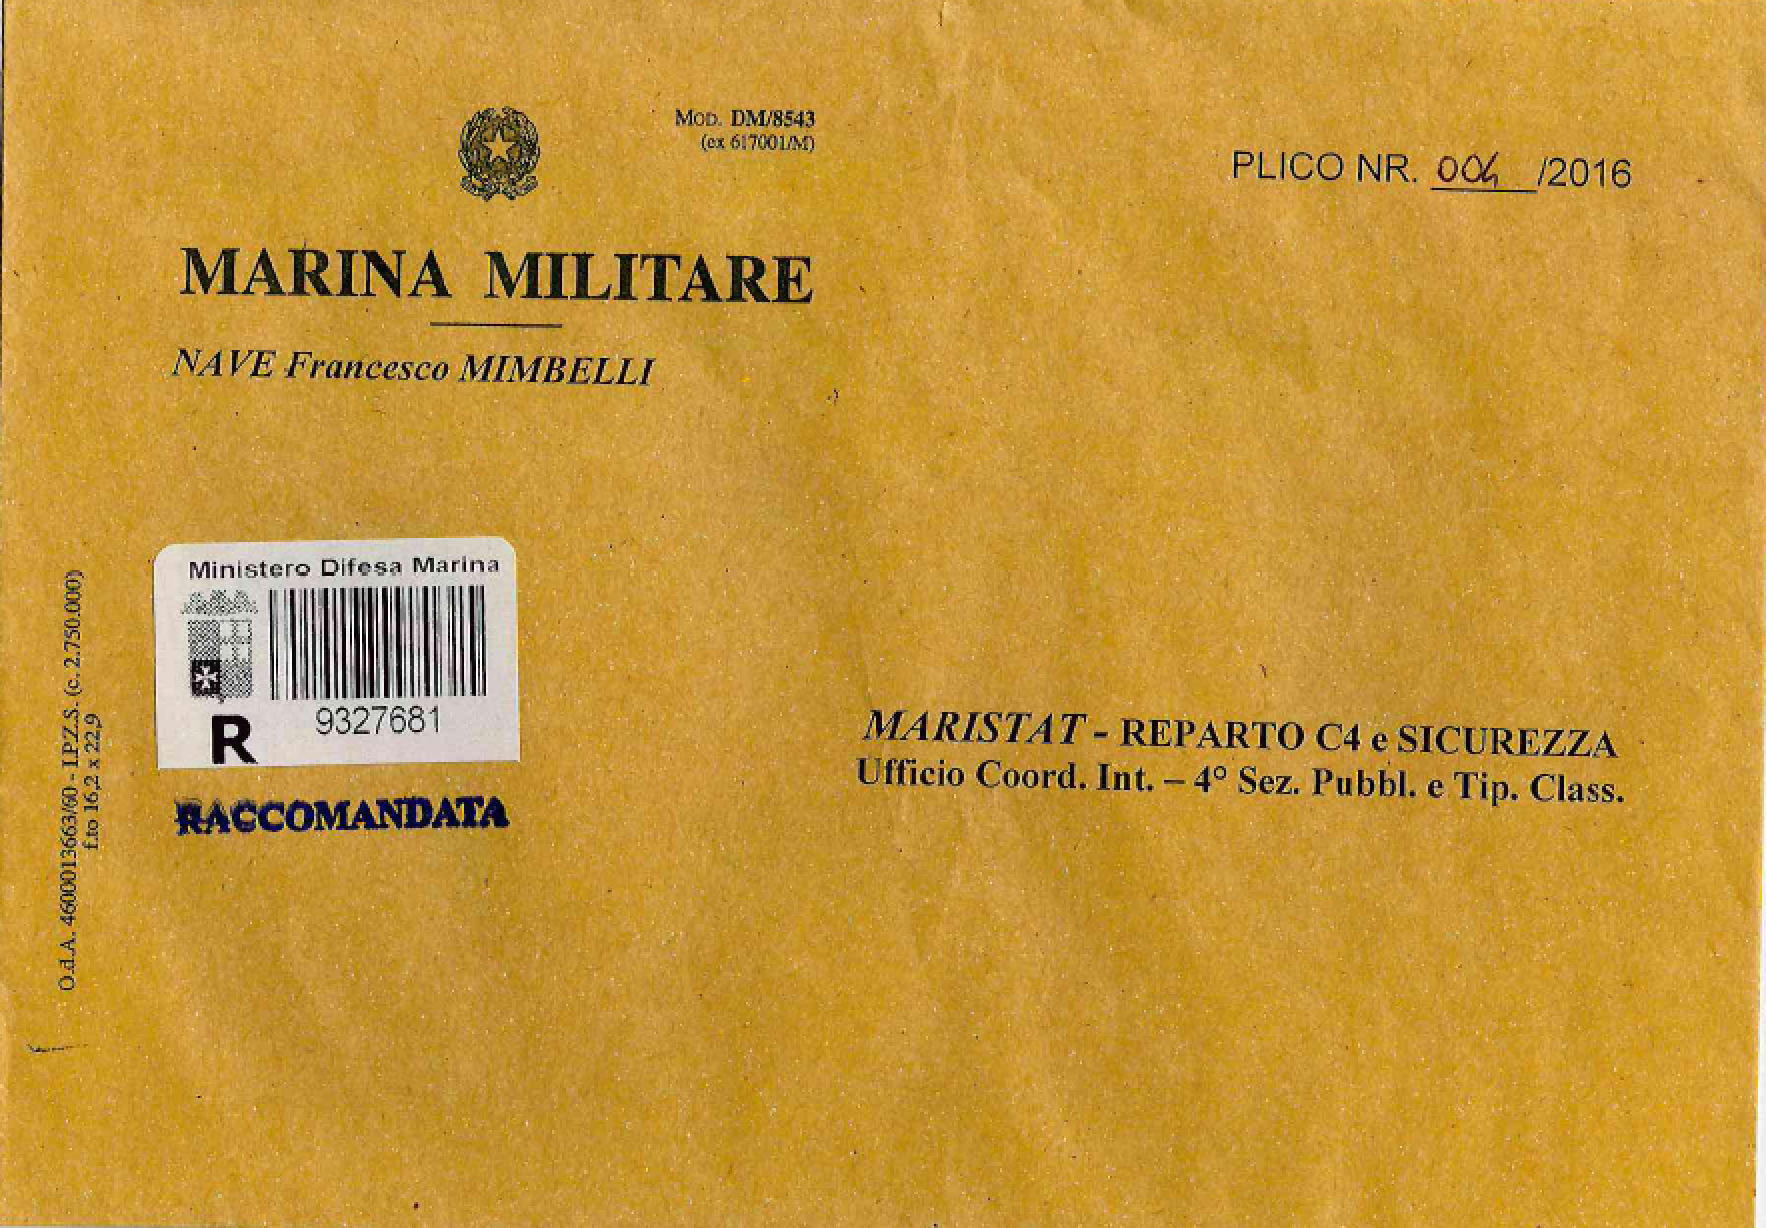 MOD. DM/8543
(ex 617001/M)
PLICO NR. 004 /2016
MARINA MILITARE
NAVE Francesco MIMBELLI
Ministero Difesa Marina
R 9327681
RACCOMANDATA
MARISTAT - REPARTO C4 e SICUREZZA
Ufficio Coord. Int. – 4° Sez. Pubbl. e Tip. Class.
O.d.A. 4600013663/60 - I.P.Z.S. (c. 2.750.000)
f.to 16,2 x 22,9